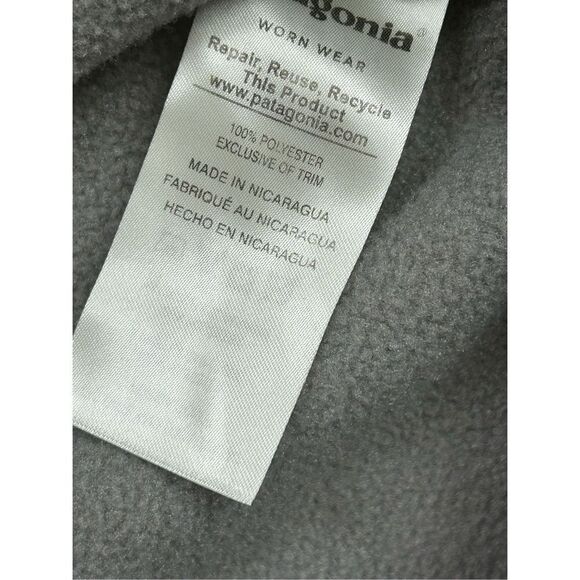 WORN WEAR
Repair, Reuse, Recycle
This Product
www.patagonia.com
100% POLYESTER
EXCLUSIVE OF TRIM
MADE IN NICARAGUA
FABRIQUÉ AU NICARAGUA
HECHO EN NICARAGUA